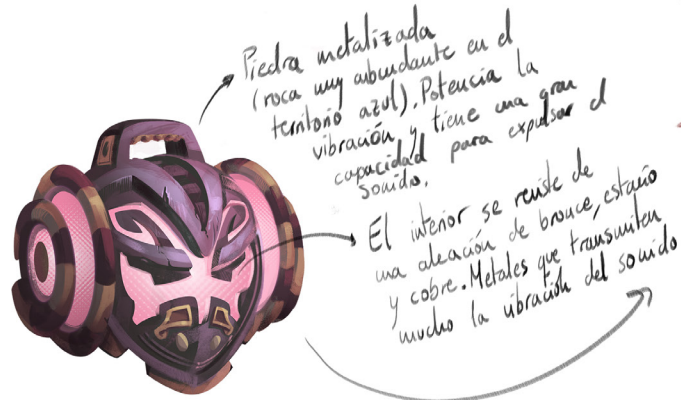 Piedra metalizada
(roca muy abundante en el
territorio azul). Potencia la
vibración y tiene una gran
capacidad para expulsar el
sonido.
El interior se reviste de
una aleación de bronce, estaño
y cobre. Metales que transmiten
mucho la vibración del sonido